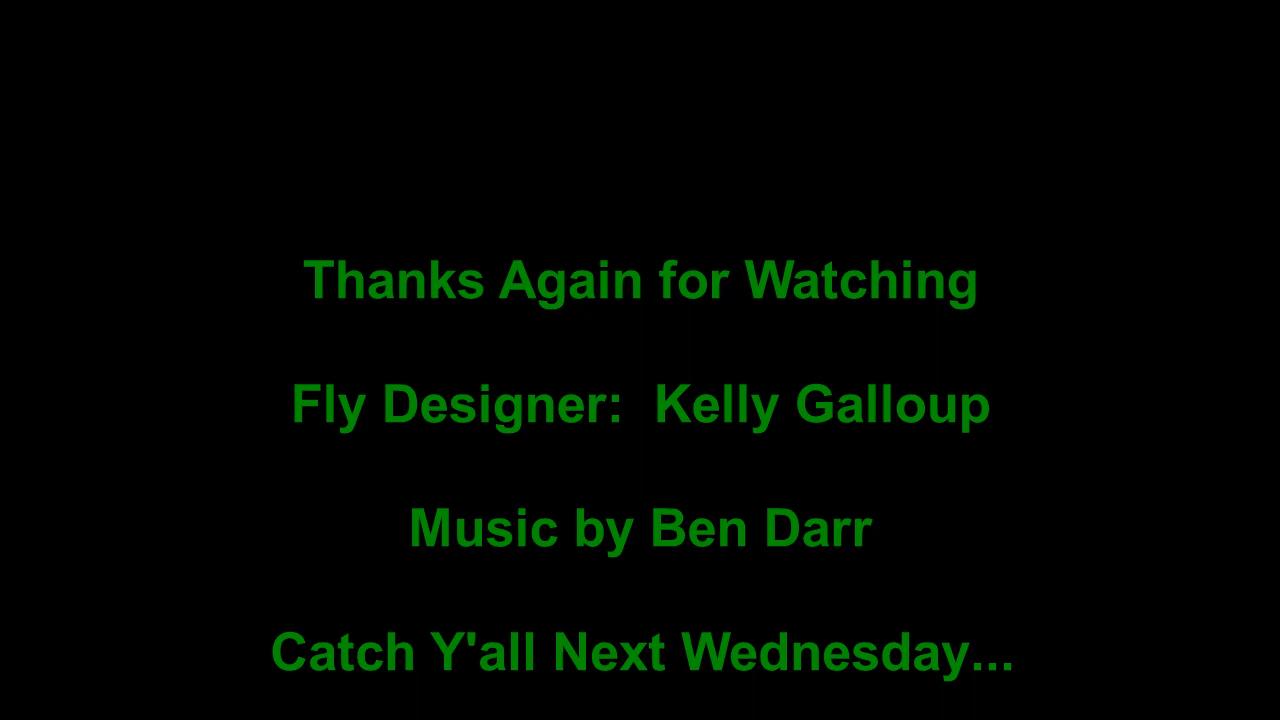 Thanks Again for Watching
Fly Designer:  Kelly Galloup
Music by Ben Darr
Catch Y'all Next Wednesday...